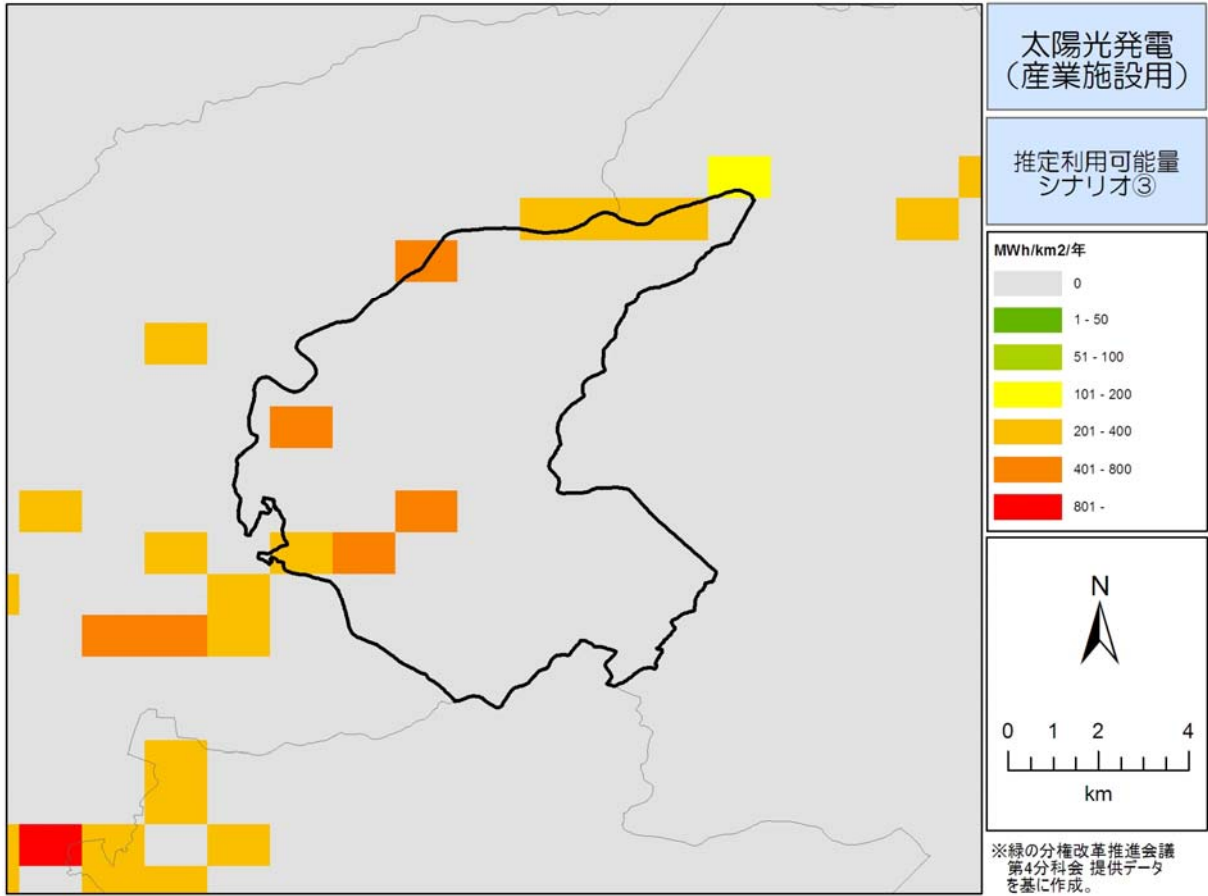 太陽光発電
（産業施設用）
推定利用可能量
シナリオ③
MWh/km2/年
0
1 - 50
51 - 100
101 - 200
201 - 400
401 - 800
801 -
N
0 1 2 4
km
※緑の分権改革推進会議
第4分科会 提供データ
を基に作成。